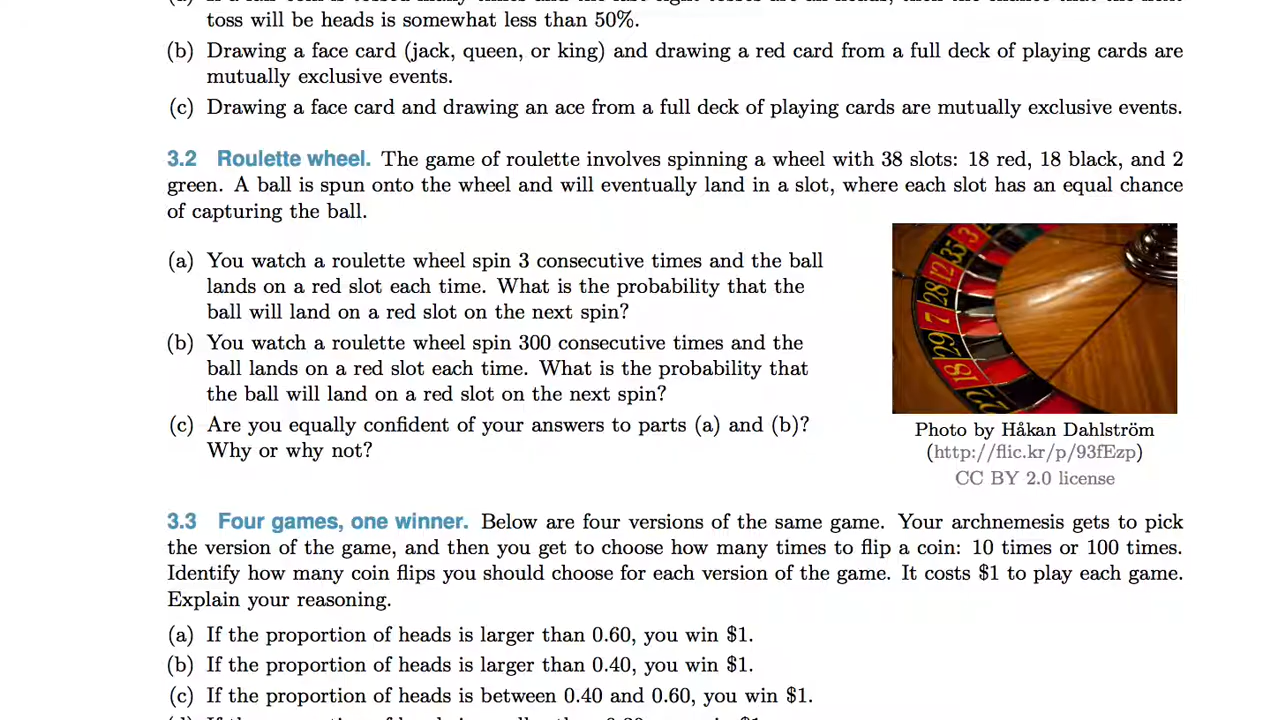 toss will be heads is somewhat less than 50%.
(b) Drawing a face card (jack, queen, or king) and drawing a red card from a full deck of playing cards are
mutually exclusive events.
(c) Drawing a face card and drawing an ace from a full deck of playing cards are mutually exclusive events.
3.2 Roulette wheel. The game of roulette involves spinning a wheel with 38 slots: 18 red, 18 black, and 2
green. A ball is spun onto the wheel and will eventually land in a slot, where each slot has an equal chance
of capturing the ball.
(a) You watch a roulette wheel spin 3 consecutive times and the ball
lands on a red slot each time. What is the probability that the
ball will land on a red slot on the next spin?
(b) You watch a roulette wheel spin 300 consecutive times and the
ball lands on a red slot each time. What is the probability that
the ball will land on a red slot on the next spin?
(c) Are you equally confident of your answers to parts (a) and (b)?
Why or why not?
3
35
12
28
7
29
18
22
Photo by Håkan Dahlström
(http://flic.kr/p/93fEzp)
CC BY 2.0 license
3.3 Four games, one winner. Below are four versions of the same game. Your archnemesis gets to pick
the version of the game, and then you get to choose how many times to flip a coin: 10 times or 100 times.
Identify how many coin flips you should choose for each version of the game. It costs $1 to play each game.
Explain your reasoning.
(a) If the proportion of heads is larger than 0.60, you win $1.
(b) If the proportion of heads is larger than 0.40, you win $1.
(c) If the proportion of heads is between 0.40 and 0.60, you win $1.